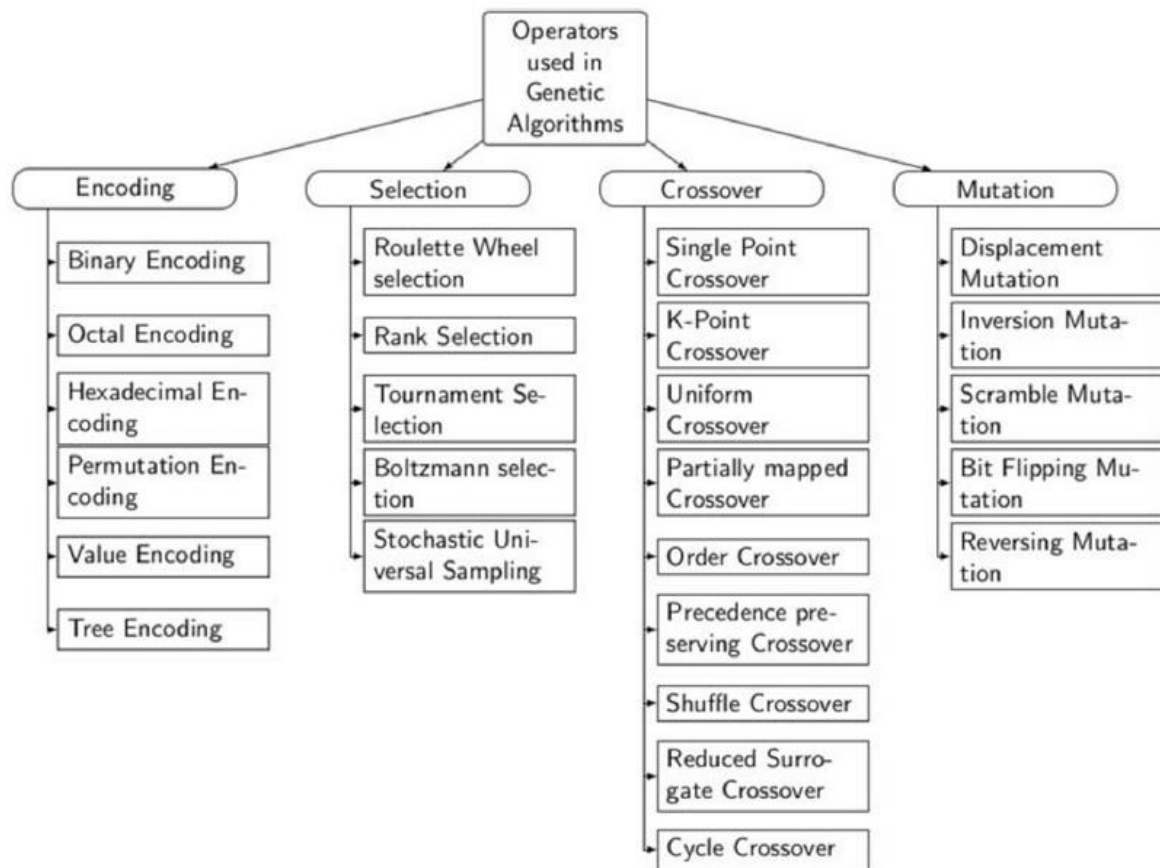 Operators
used in
Genetic
Algorithms
Encoding
Binary Encoding
Octal Encoding
Hexadecimal En-
coding
Permutation En-
coding
Value Encoding
Tree Encoding
Selection
Roulette Wheel
selection
Rank Selection
Tournament Se-
lection
Boltzmann selec-
tion
Stochastic Uni-
versal Sampling
Crossover
Single Point
Crossover
K-Point
Crossover
Uniform
Crossover
Partially mapped
Crossover
Order Crossover
Precedence pre-
serving Crossover
Shuffle Crossover
Reduced Surro-
gate Crossover
Cycle Crossover
Mutation
Displacement
Mutation
Inversion Muta-
tion
Scramble Muta-
tion
Bit Flipping Mu-
tation
Reversing Muta-
tion